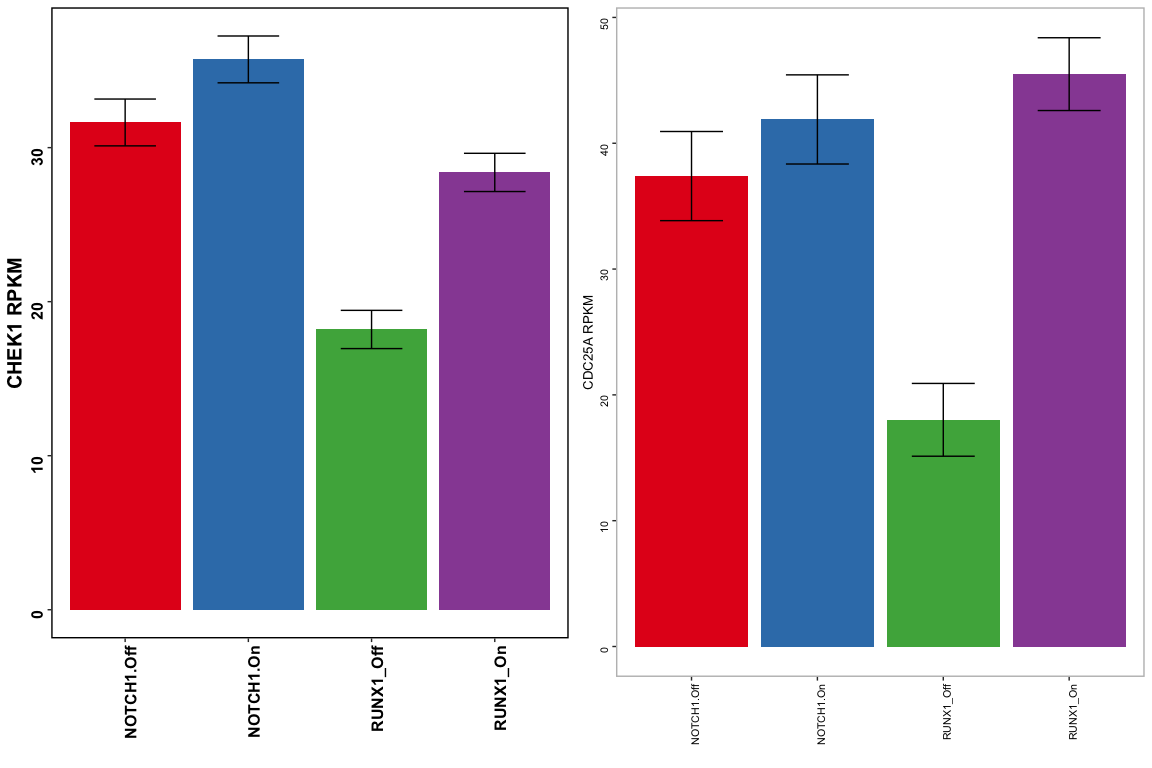 CHEK1 RPKM
30
20
10
0
NOTCH1.Off
NOTCH1.On
RUNX1_Off
RUNX1_On
CDC25A RPKM
50
40
30
20
10
0
NOTCH1.Off
NOTCH1.On
RUNX1_Off
RUNX1_On